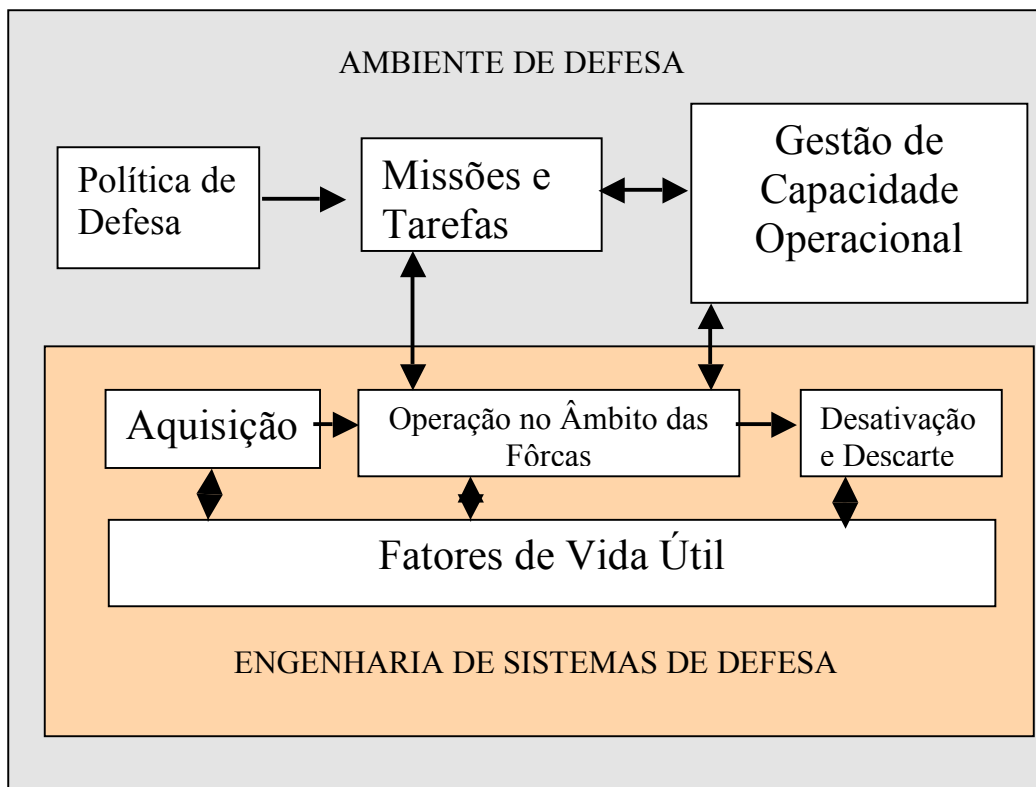 AMBIENTE DE DEFESA
Política de
Defesa
Missões e
Tarefas
Gestão de
Capacidade
Operacional
Aquisição
Operação no Âmbito das
Fôrcas
Desativação
e Descarte
Fatores de Vida Útil
ENGENHARIA DE SISTEMAS DE DEFESA